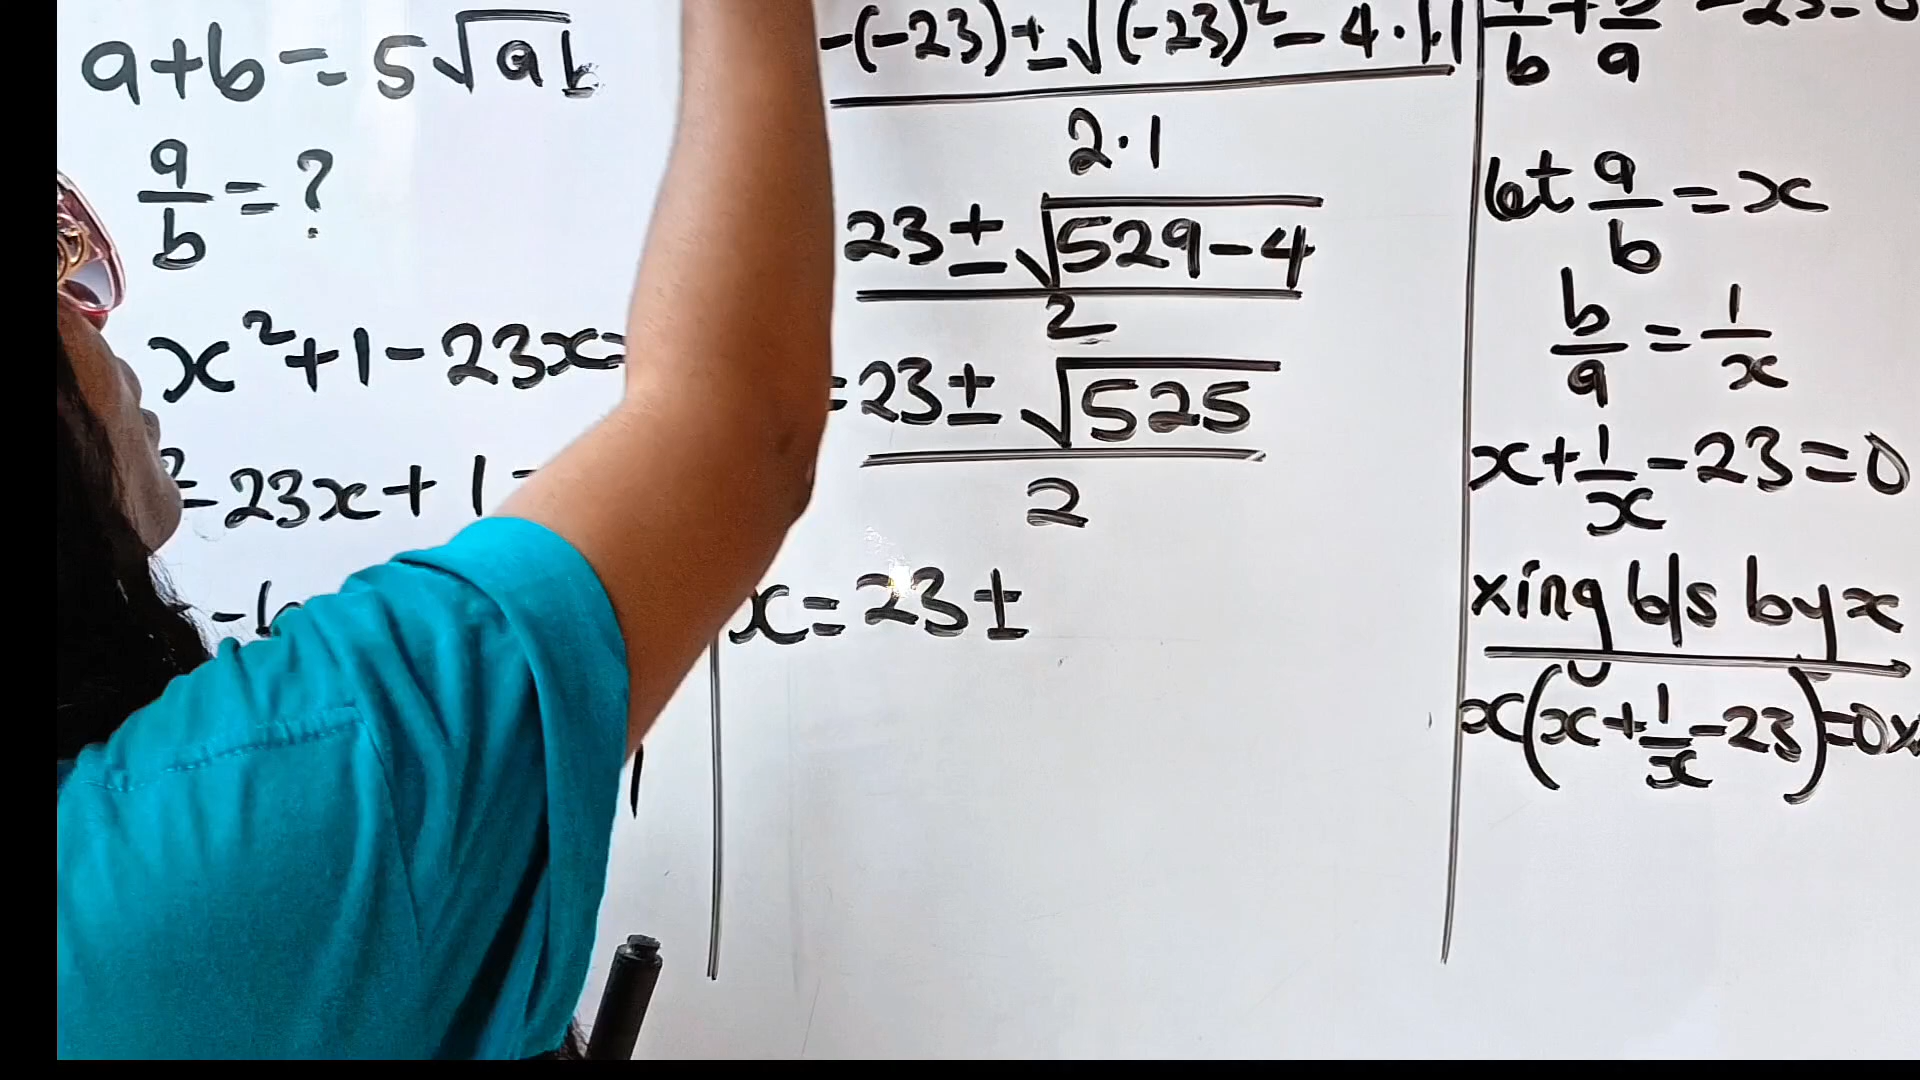 a+b=5√ab
a/b=?
x²+1-23x=
²-23x+1
-(-23)±√(-23)²-4·1·1
2·1
23±√529-4
2
=23±√525
2
x=23±
b a -23=0
let a/b=x
b/a=1/x
x+1/x-23=0
xing b/s by x
x(x+1/x-23)=0x